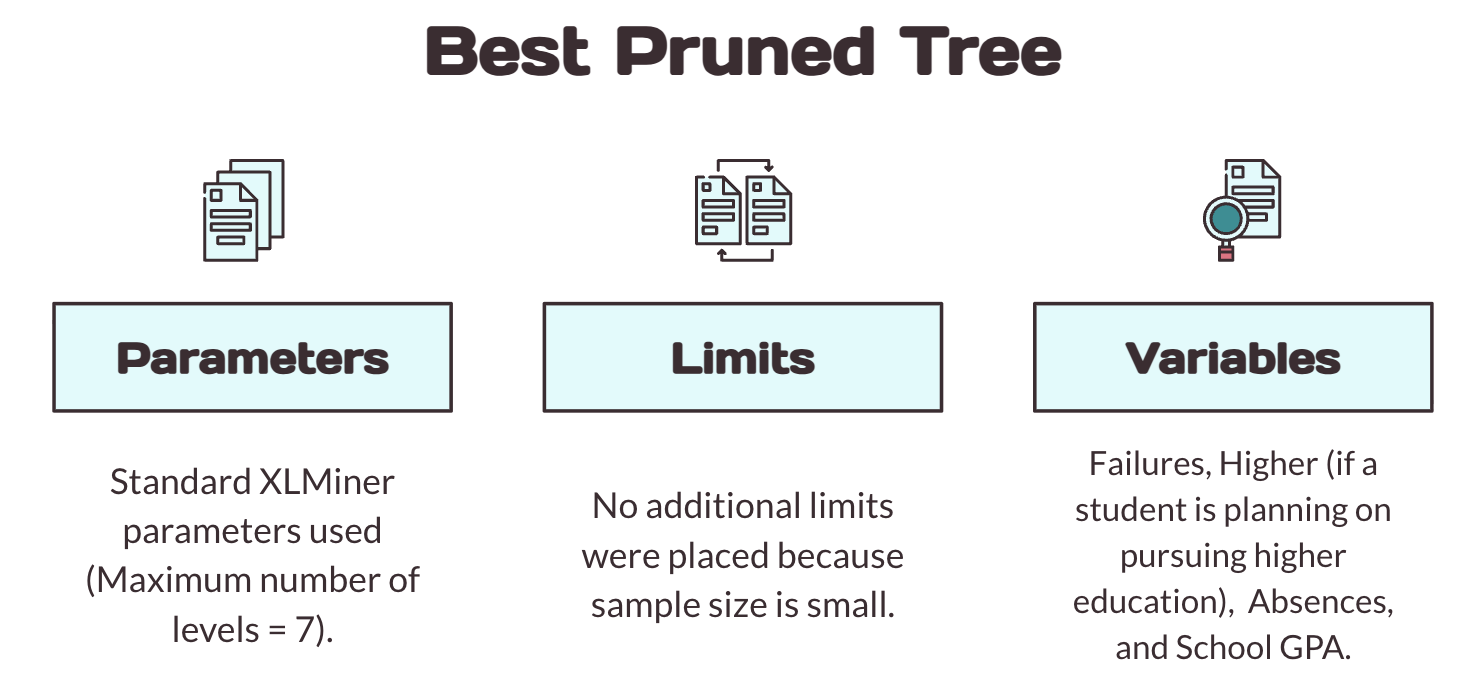 Best Pruned Tree
Parameters
Standard XLMiner
parameters used
(Maximum number of
levels = 7).
Limits
No additional limits
were placed because
sample size is small.
Variables
Failures, Higher (if a
student is planning on
pursuing higher
education),  Absences,
and School GPA.